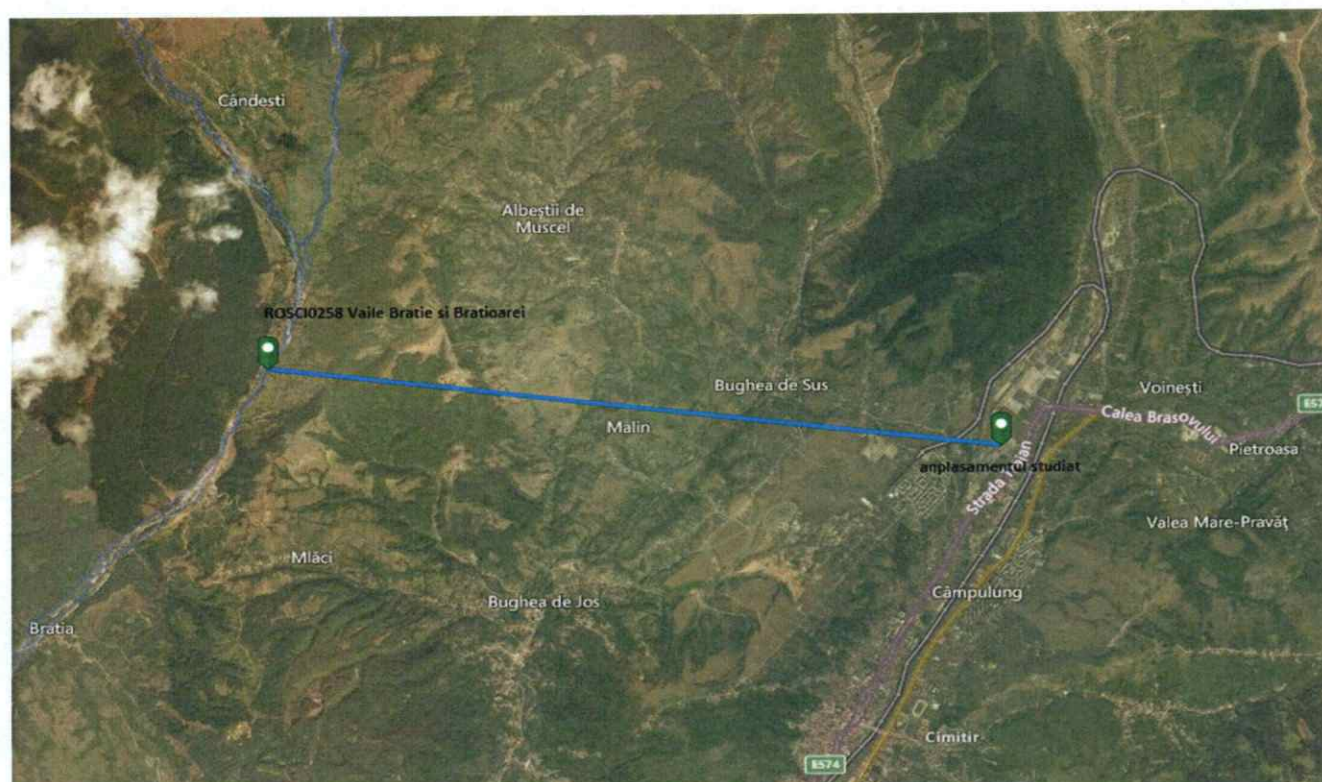 Cândesti
Albeștii de
Muscel
ROSCI0258 Vaile Bratie si Bratioarei
Bughea de Sus
Voinești
E57
Malin
Calea Brasovului
Pietroasa
anplasamentul studiat
Strada Traian
Valea Mare-Pravăț
Mlăci
Bughea de Jos
Câmpulung
Bratia
Cimitir
E574